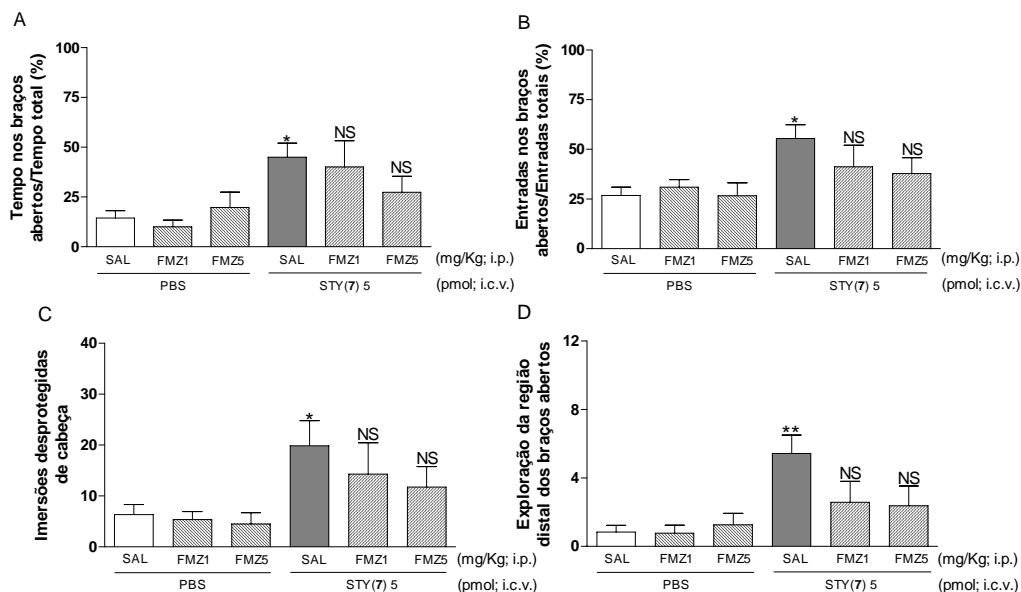 A
Tempo nos braços
abertos/Tempo total (%)
100
75
50
25
0
*
NS
NS
SAL
FMZ1
FMZ5
SAL
FMZ1
FMZ5
(mg/Kg; i.p.)
PBS
STY(7) 5
(pmol; i.c.v.)
B
Entradas nos braços
abertos/Entradas totais (%)
100
75
50
25
0
*
NS
NS
SAL
FMZ1
FMZ5
SAL
FMZ1
FMZ5
(mg/Kg; i.p.)
PBS
STY(7) 5
(pmol; i.c.v.)
C
Imersões desprotegidas
de cabeça
40
30
20
10
0
*
NS
NS
SAL
FMZ1
FMZ5
SAL
FMZ1
FMZ5
(mg/Kg; i.p.)
PBS
STY(7) 5
(pmol; i.c.v.)
D
Exploração da região
distal dos braços abertos
12
8
4
0
**
NS
NS
SAL
FMZ1
FMZ5
SAL
FMZ1
FMZ5
(mg/Kg; i.p.)
PBS
STY(7) 5
(pmol; i.c.v.)